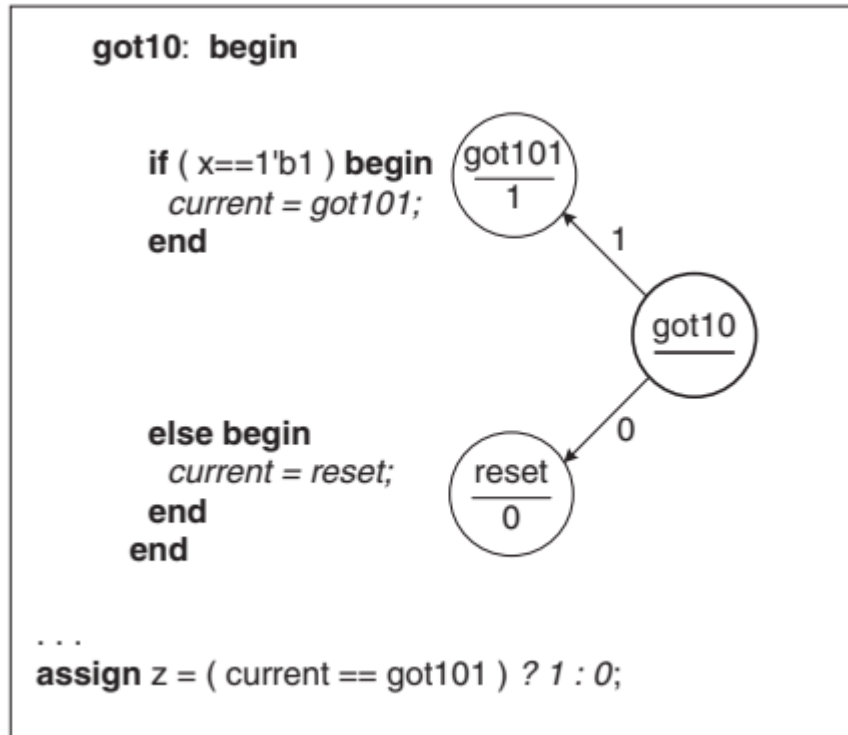 got10: begin
if ( x==1'b1 ) begin
current = got101;
end
got101
1
1
got10
else begin
current = reset;
end
end
0
reset
0
. . .
assign z = ( current == got101 ) ? 1 : 0;